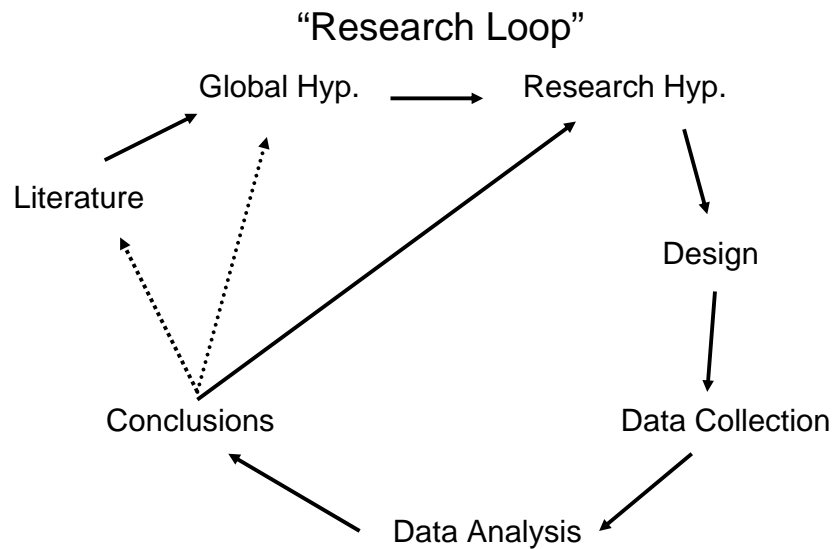 “Research Loop”
Global Hyp.
Research Hyp.
Literature
Design
Conclusions
Data Collection
Data Analysis